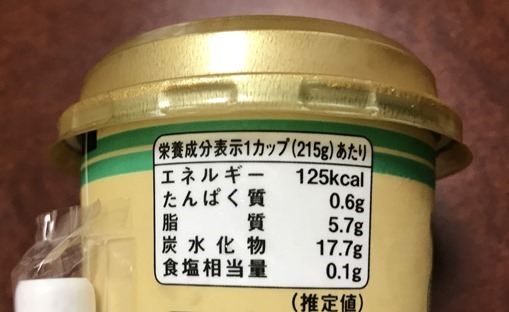 栄養成分表示1カップ(215g)あたり
エネルギー 125kcal
たんぱく質 0.6g
脂質 5.7g
炭水化物 17.7g
食塩相当量 0.1g
(推定値)